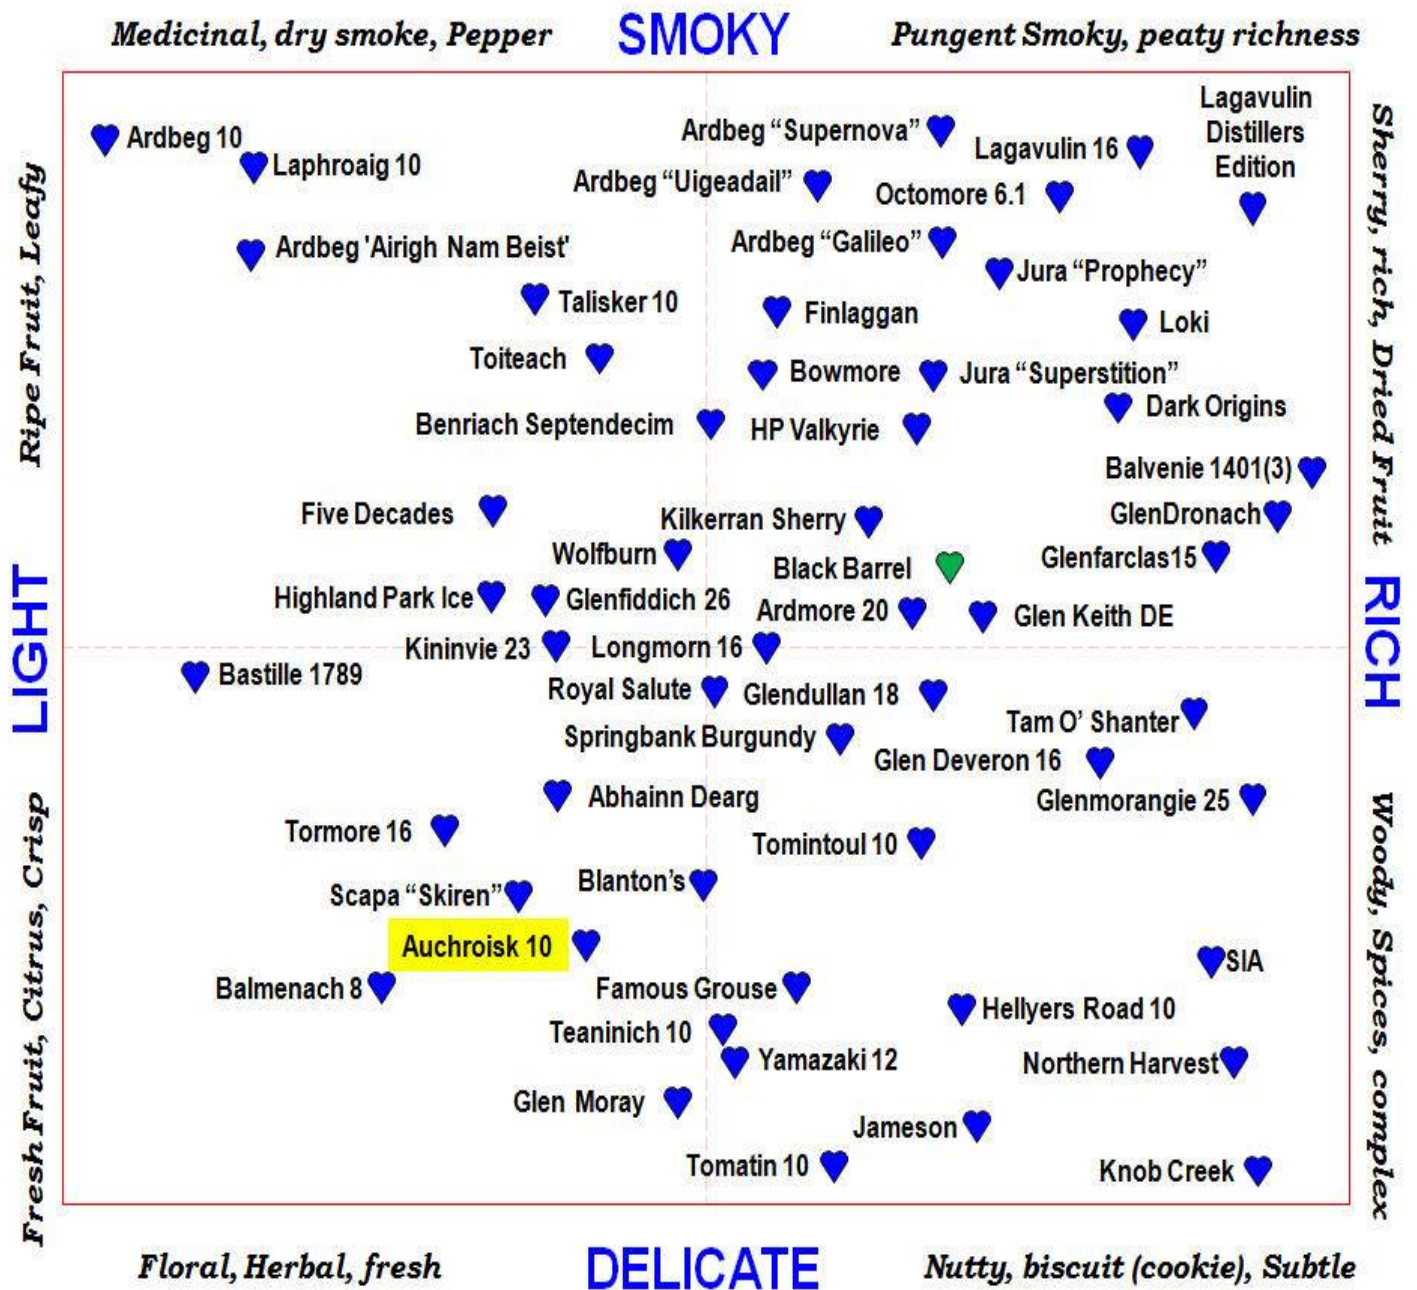 Medicinal, dry smoke, Pepper
SMOKY
Pungent Smoky, peaty richness
Ripe Fruit, Leafy
LIGHT
Fresh Fruit, Citrus, Crisp
Sherry, rich, Dried Fruit
RICH
Woody, Spices, complex
Lagavulin
Distillers
Edition
Ardbeg 10
Ardbeg “Supernova”
Lagavulin 16
Laphroaig 10
Ardbeg “Uigeadail”
Octomore 6.1
Ardbeg 'Airigh Nam Beist'
Ardbeg “Galileo”
Jura “Prophecy”
Talisker 10
Finlaggan
Loki
Toiteach
Bowmore
Jura “Superstition”
Dark Origins
Benriach Septendecim
HP Valkyrie
Balvenie 1401(3)
Five Decades
Kilkerran Sherry
GlenDronach
Wolfburn
Black Barrel
Glenfarclas15
Highland Park Ice
Glenfiddich 26
Ardmore 20
Glen Keith DE
Kininvie 23
Longmorn 16
Bastille 1789
Royal Salute
Glendullan 18
Tam O’ Shanter
Springbank Burgundy
Glen Deveron 16
Abhainn Dearg
Glenmorangie 25
Tormore 16
Tomintoul 10
Scapa “Skiren”
Blanton’s
Auchroisk 10
SIA
Balmenach 8
Famous Grouse
Hellyers Road 10
Teaninich 10
Yamazaki 12
Northern Harvest
Glen Moray
Jameson
Tomatin 10
Knob Creek
Floral, Herbal, fresh
DELICATE
Nutty, biscuit (cookie), Subtle